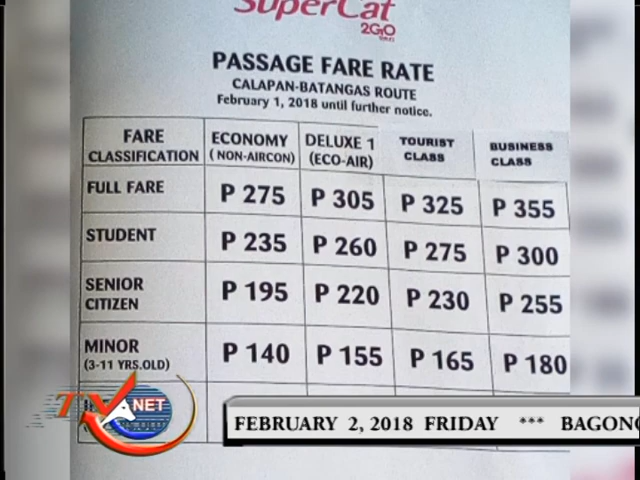 SuperCat
2GO
PASSAGE FARE RATE
CALAPAN-BATANGAS ROUTE
February 1, 2018 until further notice.
FARE CLASSIFICATION ECONOMY (NON-AIRCON) DELUXE 1 (ECO-AIR) TOURIST CLASS BUSINESS CLASS
FULL FARE P 275 P 305 P 325 P 355
STUDENT P 235 P 260 P 275 P 300
SENIOR CITIZEN P 195 P 220 P 230 P 255
MINOR (3-11 YRS.OLD) P 140 P 155 P 165 P 180
TV NET
FEBRUARY 2, 2018 FRIDAY *** BAGONG